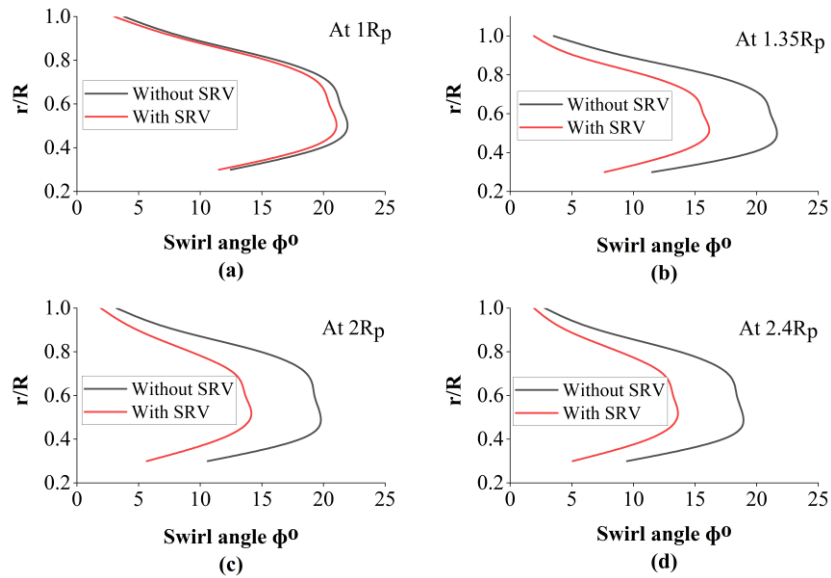 1.0
0.8
0.6
0.4
0.2
r/R
At 1Rp
Without SRV
With SRV
0 5 10 15 20 25
Swirl angle ϕº
(a)
1.0
0.8
0.6
0.4
0.2
r/R
At 1.35Rp
Without SRV
With SRV
0 5 10 15 20 25
Swirl angle ϕº
(b)
1.0
0.8
0.6
0.4
0.2
r/R
At 2Rp
Without SRV
With SRV
0 5 10 15 20 25
Swirl angle ϕº
(c)
1.0
0.8
0.6
0.4
0.2
r/R
At 2.4Rp
Without SRV
With SRV
0 5 10 15 20 25
Swirl angle ϕº
(d)